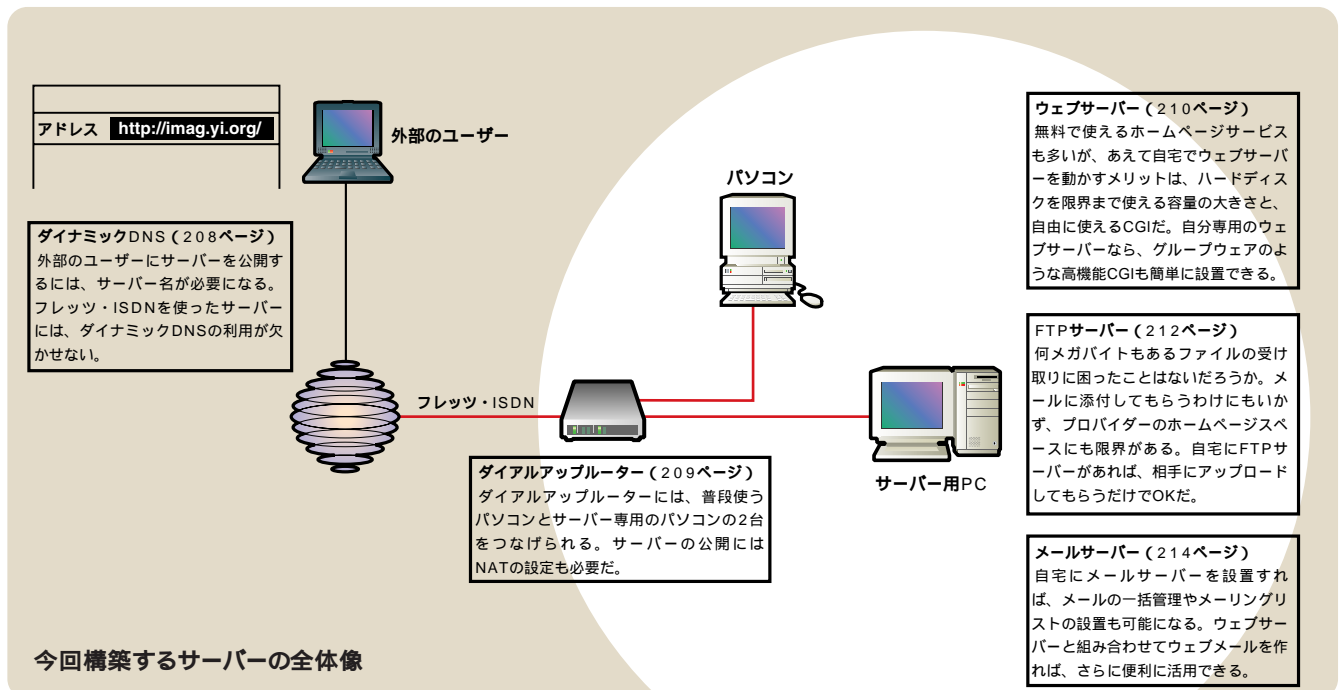 アドレス http://imag.yi.org/
外部のユーザー
ダイナミックDNS(208ページ)
外部のユーザーにサーバーを公開す
るには、サーバー名が必要になる。
フレッツ・ISDNを使ったサーバー
には、ダイナミックDNSの利用が欠
かせない。
フレッツ・ISDN
パソコン
サーバー用PC
ダイアルアップルーター(209ページ)
ダイアルアップルーターには、普段使う
パソコンとサーバー専用のパソコンの2台
をつなげられる。サーバーの公開には
NATの設定も必要だ。
ウェブサーバー(210ページ)
無料で使えるホームページサービス
も多いが、あえて自宅でウェブサーバ
ーを動かすメリットは、ハードディス
クを限界まで使える容量の大きさと、
自由に使えるCGIだ。自分専用のウェ
ブサーバーなら、グループウェアのよ
うな高機能CGIも簡単に設置できる。
FTPサーバー(212ページ)
何メガバイトもあるファイルの受け
取りに困ったことはないだろうか。メ
ールに添付してもらうわけにもいか
ず、プロバイダーのホームページスペ
ースにも限界がある。自宅にFTPサ
ーバーがあれば、相手にアップロード
してもらうだけでOKだ。
メールサーバー(214ページ)
自宅にメールサーバーを設置すれ
ば、メールの一括管理やメーリングリ
ストの設置も可能になる。ウェブサー
バーと組み合わせてウェブメールを作
れば、さらに便利に活用できる。
今回構築するサーバーの全体像